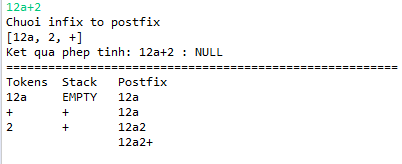 12a+2
Chuoi infix to postfix
[12a, 2, +]
Ket qua phep tinh: 12a+2 : NULL
========================================================
Tokens Stack Postfix
12a EMPTY 12a
+ + 12a
2 + 12a2
12a2+